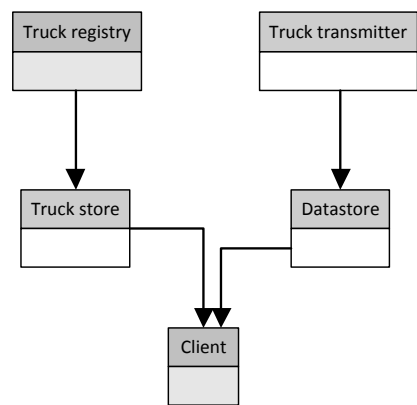 Truck registry
Truck transmitter
Truck store
Datastore
Client